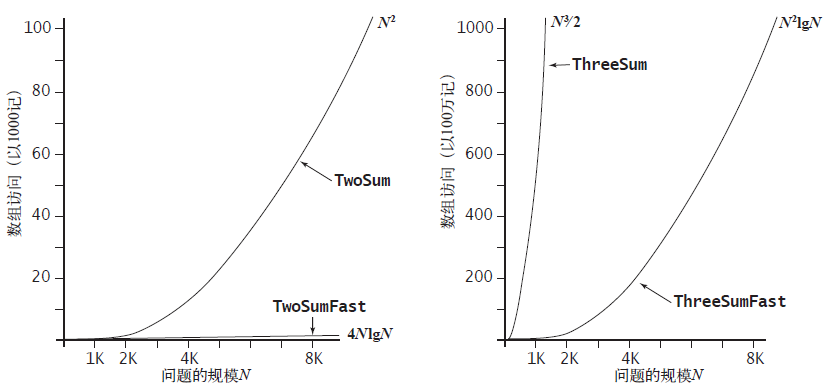 100
80
60
40
20
数组访问（以1000记）
N²
TwoSum
TwoSumFast
4NlgN
1K 2K 4K 8K
问题的规模N
1000
800
600
400
200
数组访问（以100万记）
N³/2
ThreeSum
N²lgN
ThreeSumFast
1K 2K 4K 8K
问题的规模N